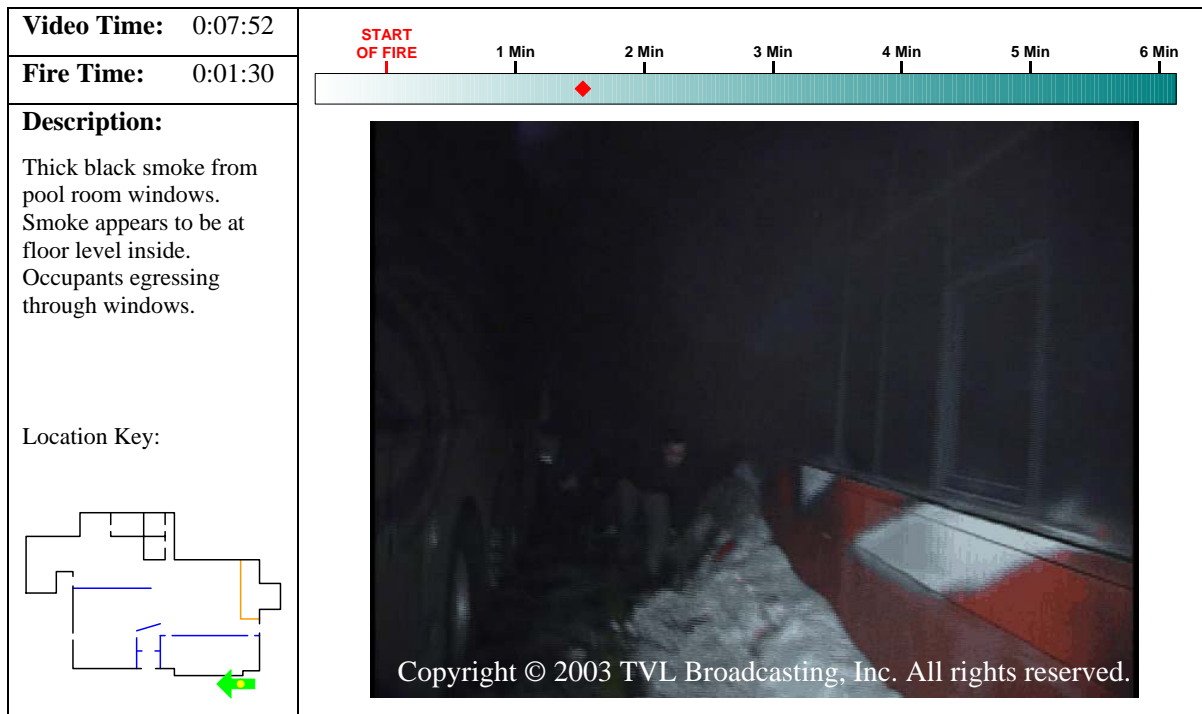 Video Time: 0:07:52
Fire Time: 0:01:30
Description:
Thick black smoke from
pool room windows.
Smoke appears to be at
floor level inside.
Occupants egressing
through windows.
Location Key:
START
OF FIRE
1 Min
2 Min
3 Min
4 Min
5 Min
6 Min
Copyright © 2003 TVL Broadcasting, Inc. All rights reserved.